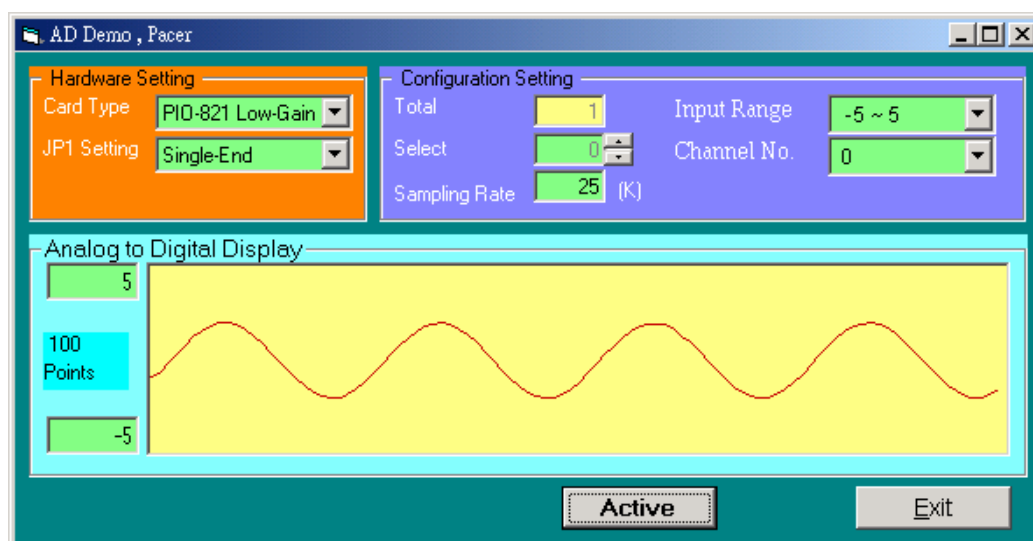 AD Demo , Pacer
Hardware Setting
Card Type PIO-821 Low-Gain
JP1 Setting Single-End
Configuration Setting
Total 1 Input Range -5 ~ 5
Select 0 Channel No. 0
Sampling Rate 25 (K)
Analog to Digital Display
5
100
Points
-5
Active Exit